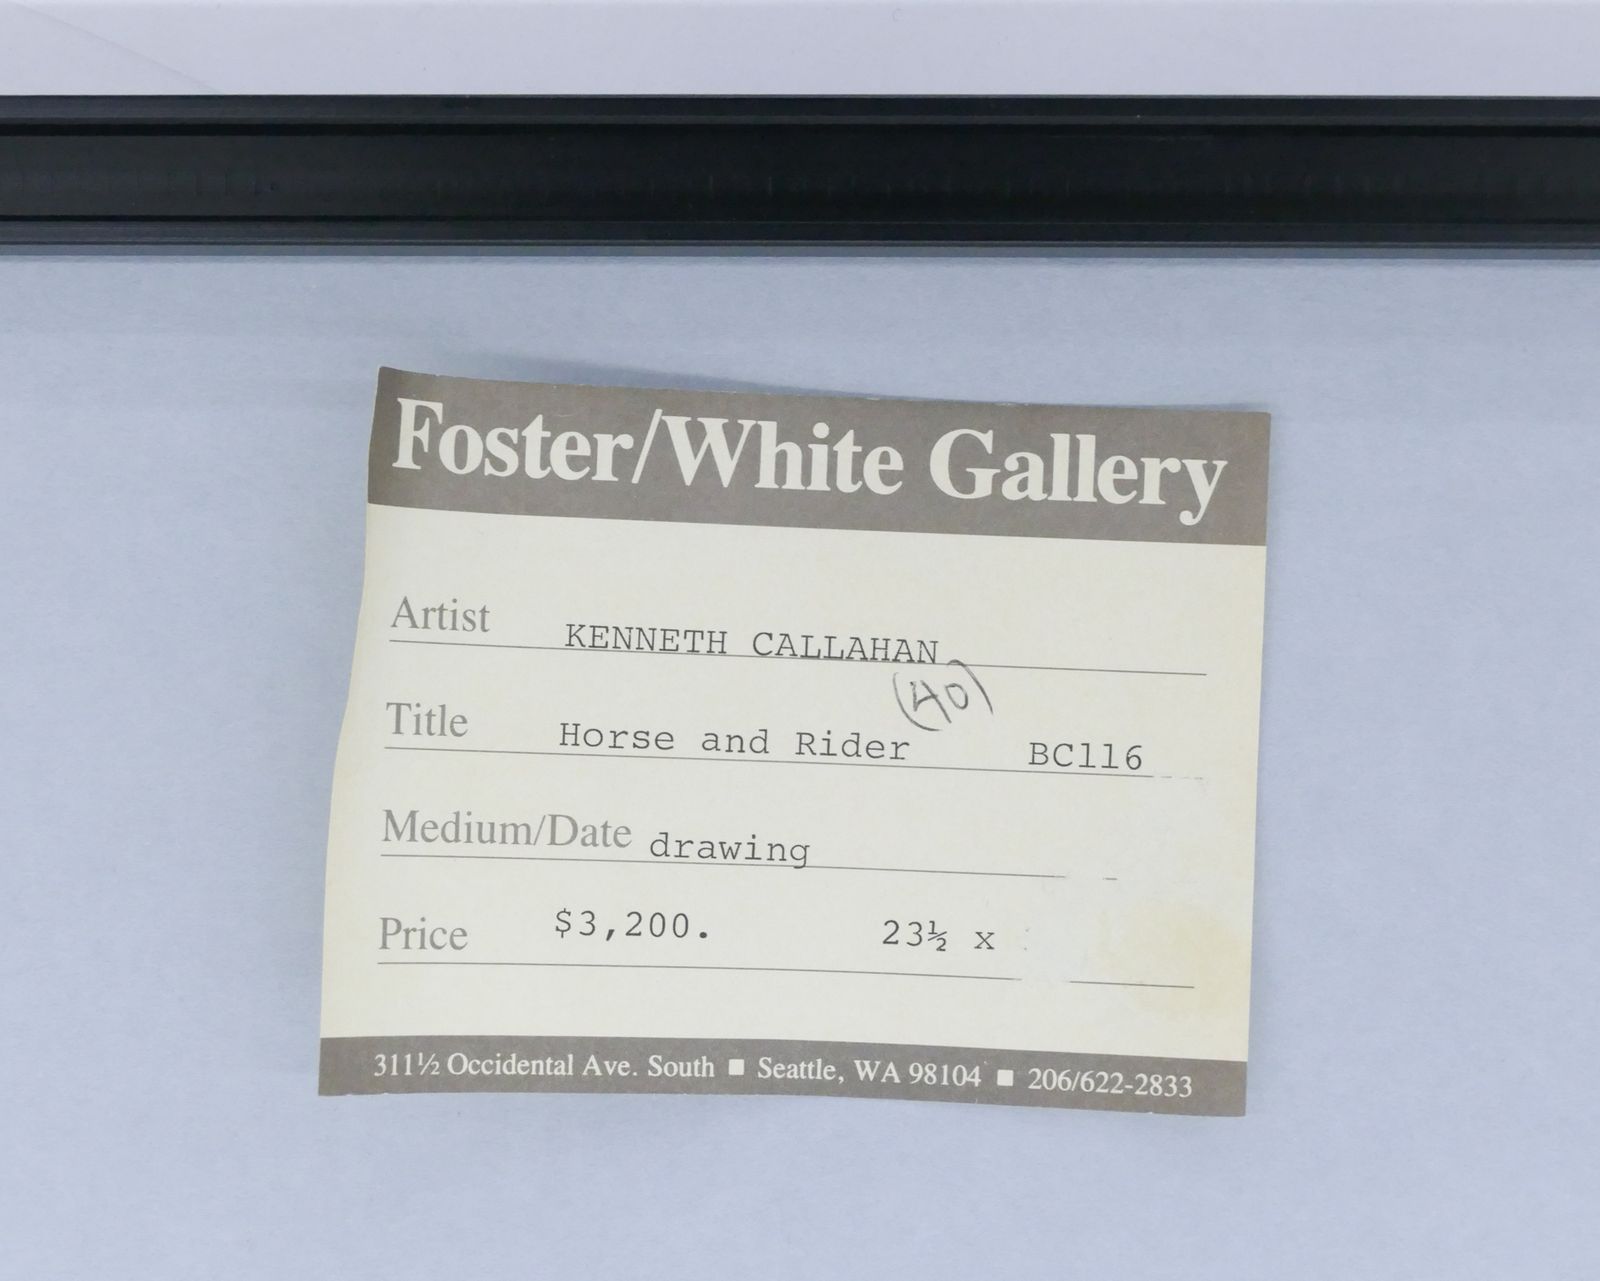 Foster/White Gallery
Artist KENNETH CALLAHAN
(40)
Title Horse and Rider BC116
Medium/Date drawing
Price $3,200. 23½ x
311½ Occidental Ave. South ■ Seattle, WA 98104 ■ 206/622-2833